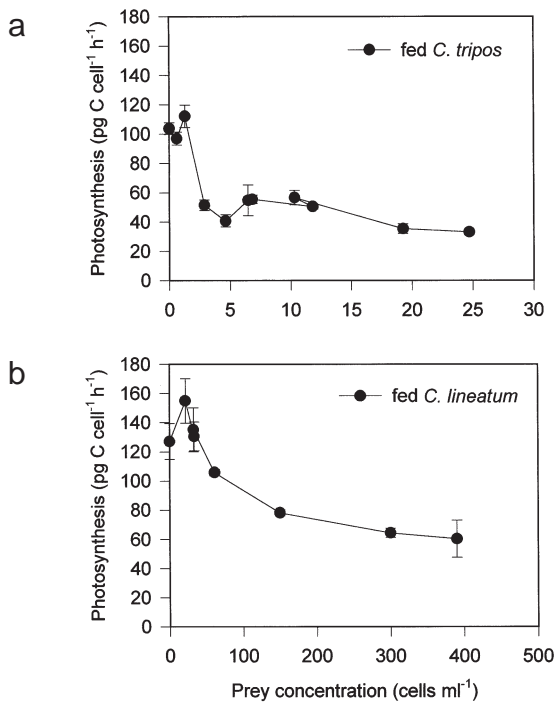 a
180
160
140
120
100
80
60
40
20
0
Photosynthesis (pg C cell⁻¹ h⁻¹)
fed C. tripos
0 5 10 15 20 25 30
b
180
160
140
120
100
80
60
40
20
0
Photosynthesis (pg C cell⁻¹ h⁻¹)
fed C. lineatum
0 100 200 300 400 500
Prey concentration (cells ml⁻¹)